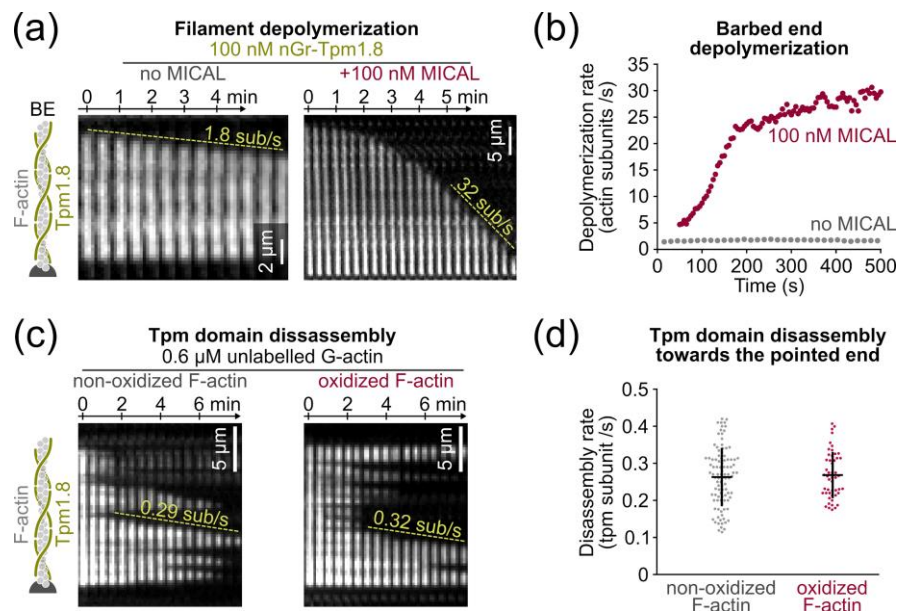 (a)
Filament depolymerization
100 nM nGr-Tpm1.8
no MICAL
+100 nM MICAL
0 1 2 3 4 min
0 1 2 3 4 5 min
BE
F-actin
Tpm1.8
1.8 sub/s
2 µm
32 sub/s
5 µm
(b)
Barbed end
depolymerization
Depolymerization rate
(actin subunits /s)
35
30
25
20
15
10
5
0
100 nM MICAL
no MICAL
0 100 200 300 400 500
Time (s)
(c)
Tpm domain disassembly
0.6 µM unlabelled G-actin
non-oxidized F-actin
oxidized F-actin
0 2 4 6 min
0 2 4 6 min
F-actin
Tpm1.8
0.29 sub/s
5 µm
0.32 sub/s
5 µm
(d)
Tpm domain disassembly
towards the pointed end
Disassembly rate
(tpm subunit /s)
0.5
0.4
0.3
0.2
0.1
0
non-oxidized
F-actin
oxidized
F-actin